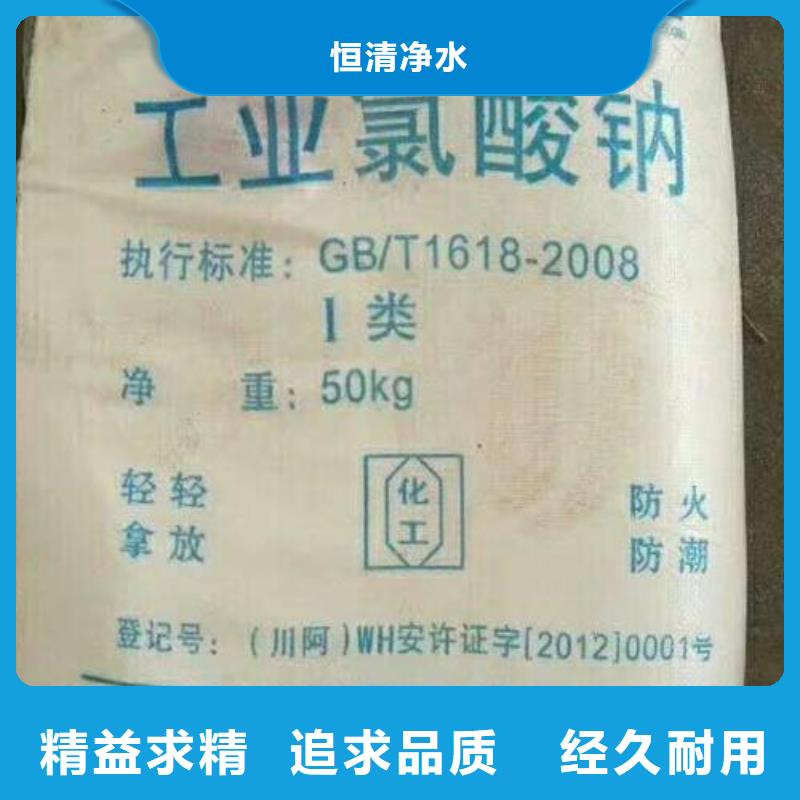 恒清净水
工业氯酸钠
执行标准：GB/T1618-2008
I 类
净 重：50kg
轻轻 防火
拿放 防潮
化
工
登记号：（川阿）WH安许证字[2012]0001号
精益求精 追求品质 经久耐用